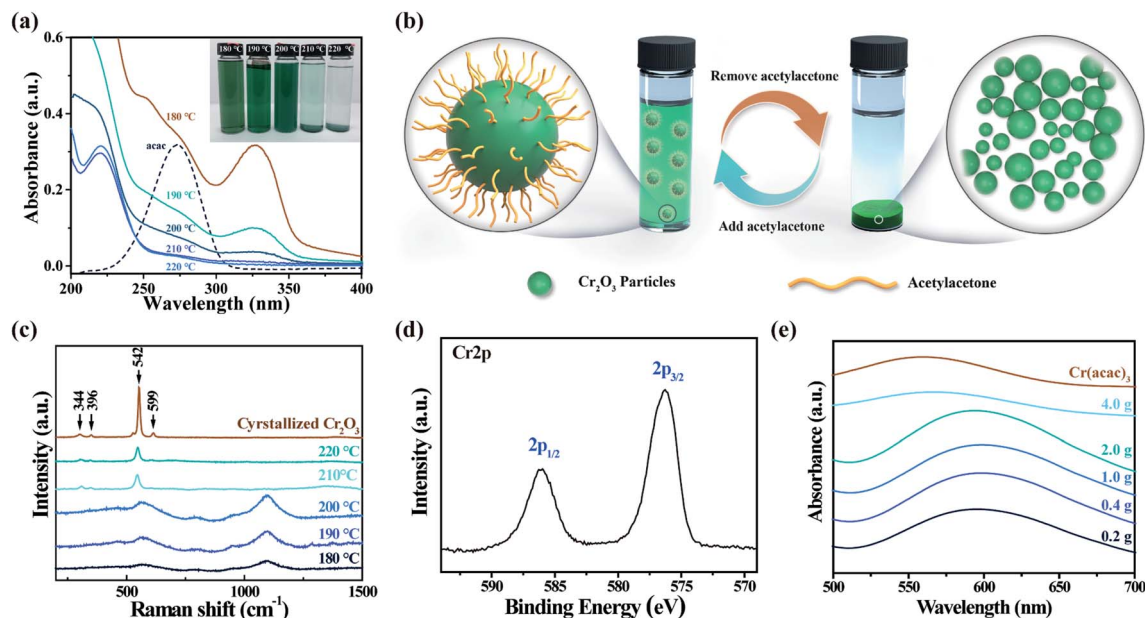 (a)
0.6
0.4
0.2
0.0
Absorbance (a.u.)
180 °C 190 °C 200 °C 210 °C 220 °C
180 °C
acac
190 °C
200 °C
210 °C
220 °C
200 250 300 350 400
Wavelength (nm)
(b)
Remove acetylacetone
Add acetylacetone
Cr₂O₃ Particles
Acetylacetone
(c)
Intensity (a.u.)
344
396
542
599
Cyrstallized Cr₂O₃
220 °C
210°C
200 °C
190 °C
180 °C
500 1000 1500
Raman shift (cm⁻¹)
(d)
Cr2p
2p₁/₂
2p₃/₂
Intensity (a.u.)
590 585 580 575 570
Binding Energy (eV)
(e)
Absorbance (a.u.)
Cr(acac)₃
4.0 g
2.0 g
1.0 g
0.4 g
0.2 g
500 550 600 650 700
Wavelength (nm)